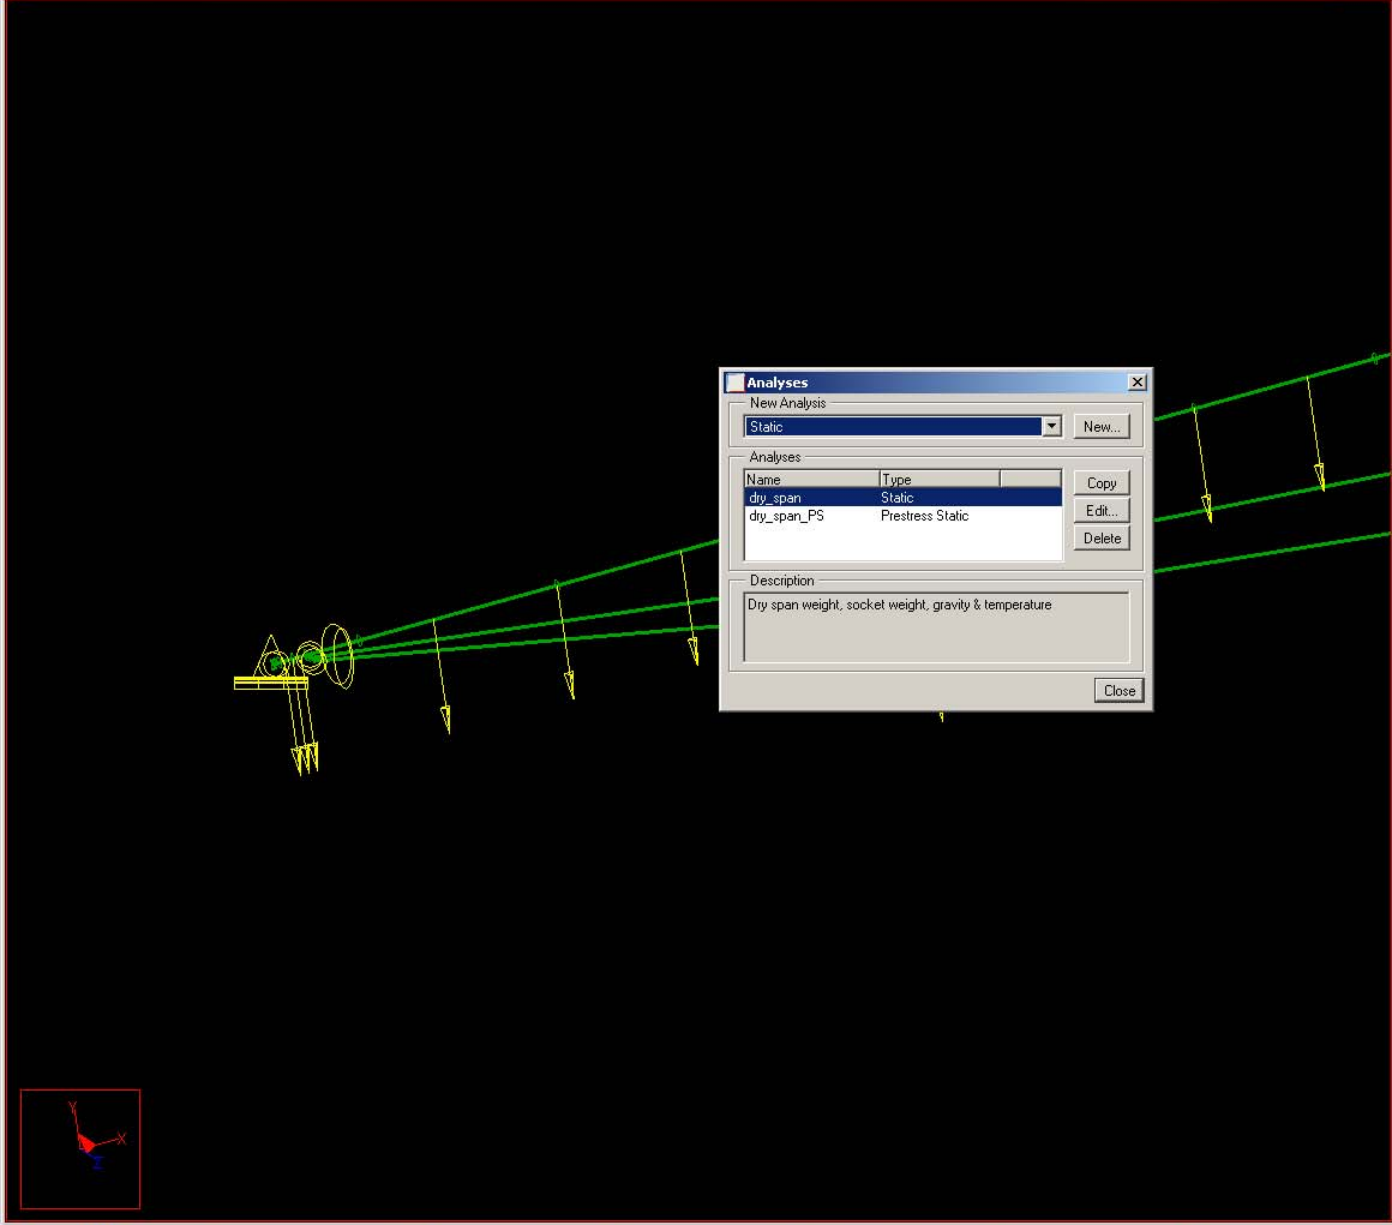 Analyses
New Analysis
Static
New...
Analyses
Name Type
dry_span Static
dry_span_PS Prestress Static
Copy
Edit...
Delete
Description
Dry span weight, socket weight, gravity & temperature
Close
Y
X
Z